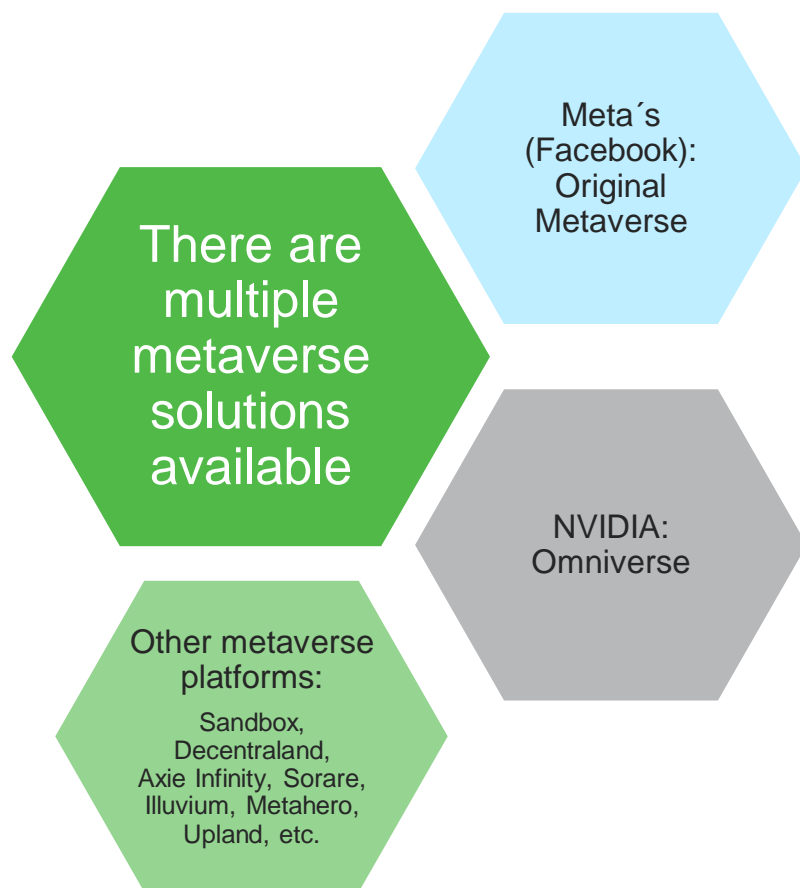 There are
multiple
metaverse
solutions
available
Meta´s
(Facebook):
Original
Metaverse
NVIDIA:
Omniverse
Other metaverse
platforms:
Sandbox,
Decentraland,
Axie Infinity, Sorare,
Illuvium, Metahero,
Upland, etc.